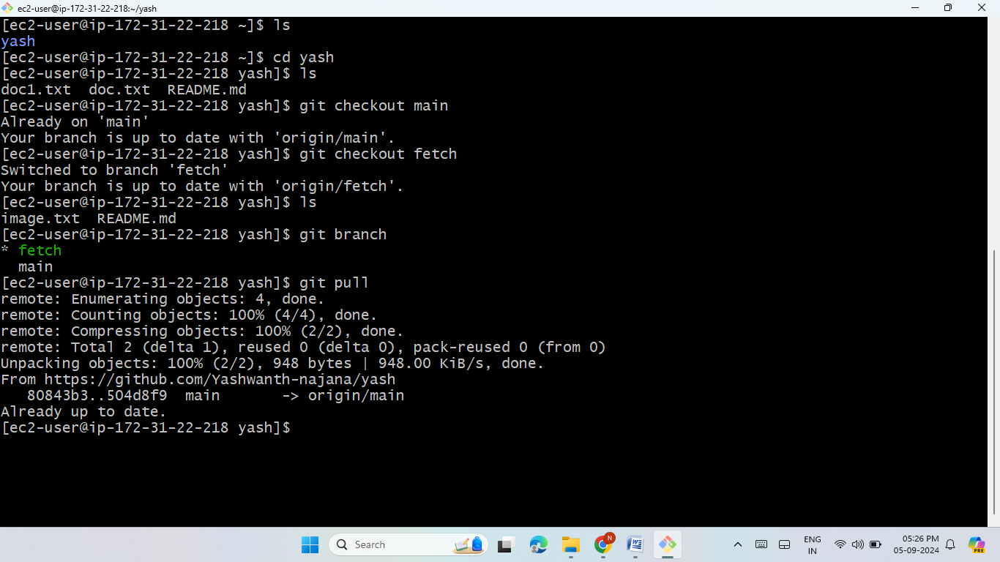 ec2-user@ip-172-31-22-218:~/yash
[ec2-user@ip-172-31-22-218 ~]$ ls
yash
[ec2-user@ip-172-31-22-218 ~]$ cd yash
[ec2-user@ip-172-31-22-218 yash]$ ls
doc1.txt  doc.txt  README.md
[ec2-user@ip-172-31-22-218 yash]$ git checkout main
Already on 'main'
Your branch is up to date with 'origin/main'.
[ec2-user@ip-172-31-22-218 yash]$ git checkout fetch
Switched to branch 'fetch'
Your branch is up to date with 'origin/fetch'.
[ec2-user@ip-172-31-22-218 yash]$ ls
image.txt  README.md
[ec2-user@ip-172-31-22-218 yash]$ git branch
* fetch
  main
[ec2-user@ip-172-31-22-218 yash]$ git pull
remote: Enumerating objects: 4, done.
remote: Counting objects: 100% (4/4), done.
remote: Compressing objects: 100% (2/2), done.
remote: Total 2 (delta 1), reused 0 (delta 0), pack-reused 0 (from 0)
Unpacking objects: 100% (2/2), 948 bytes | 948.00 KiB/s, done.
From https://github.com/Yashwanth-najana/yash
   80843b3..504d8f9  main       -> origin/main
Already up to date.
[ec2-user@ip-172-31-22-218 yash]$
Search
N
W
ENG
IN
05:26 PM
05-09-2024
PRE